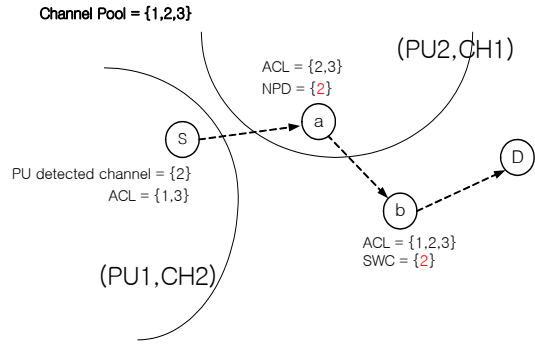 Channel Pool = {1,2,3}
(PU2,CH1)
ACL = {2,3}
NPD = {2}
a
S
D
PU detected channel = {2}
ACL = {1,3}
b
ACL = {1,2,3}
SWC = {2}
(PU1,CH2)